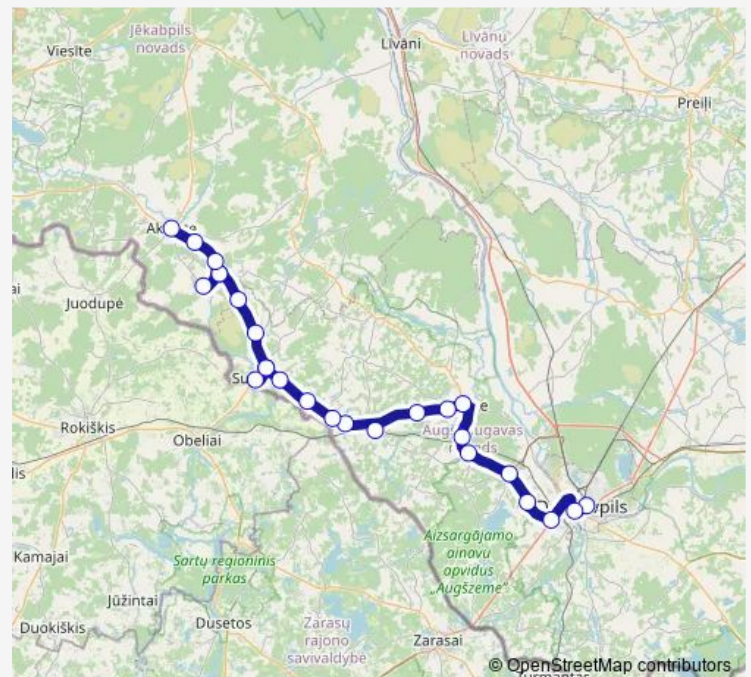 Viesīte
Jēkabpils
novads
Līvāni
Līvānu
novads
Preiļi
Juodupė
Rokiškis
Obeliai
Augšdaugavas
novads
Kamajai
Sartų regioninis
parkas
Aizsargājamo
ainavu
apvidus
„Augšzeme"
Jūžintai
Duokiškis
Dusetos
Zarasų
rajono
savivaldybė
Zarasai
© OpenStreetMap contributors